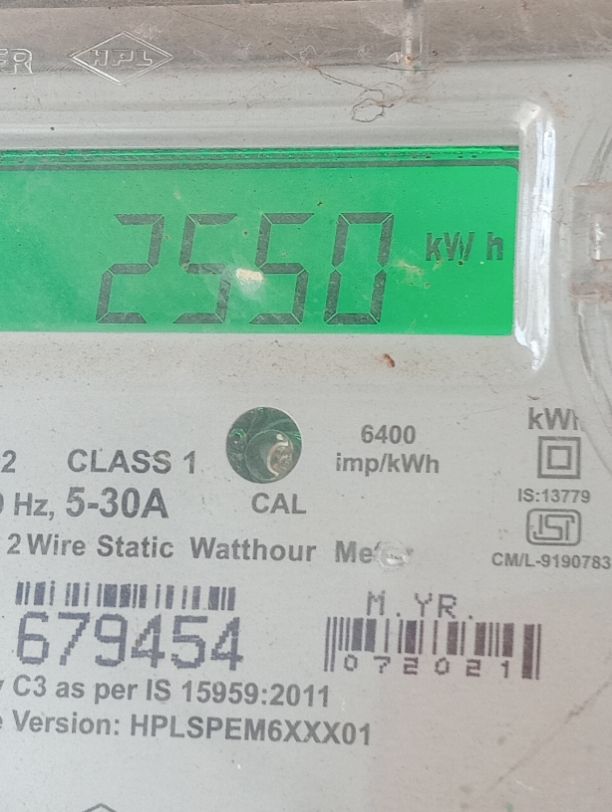 HPL
2550 kWh
2 CLASS 1
6400
imp/kWh
kWh
Hz, 5-30A
CAL
IS:13779
ISI
2 Wire Static Watthour
CM/L-9190783
M.YR.
679454
072021
C3 as per IS 15959:2011
Version: HPLSPEM6XXX01